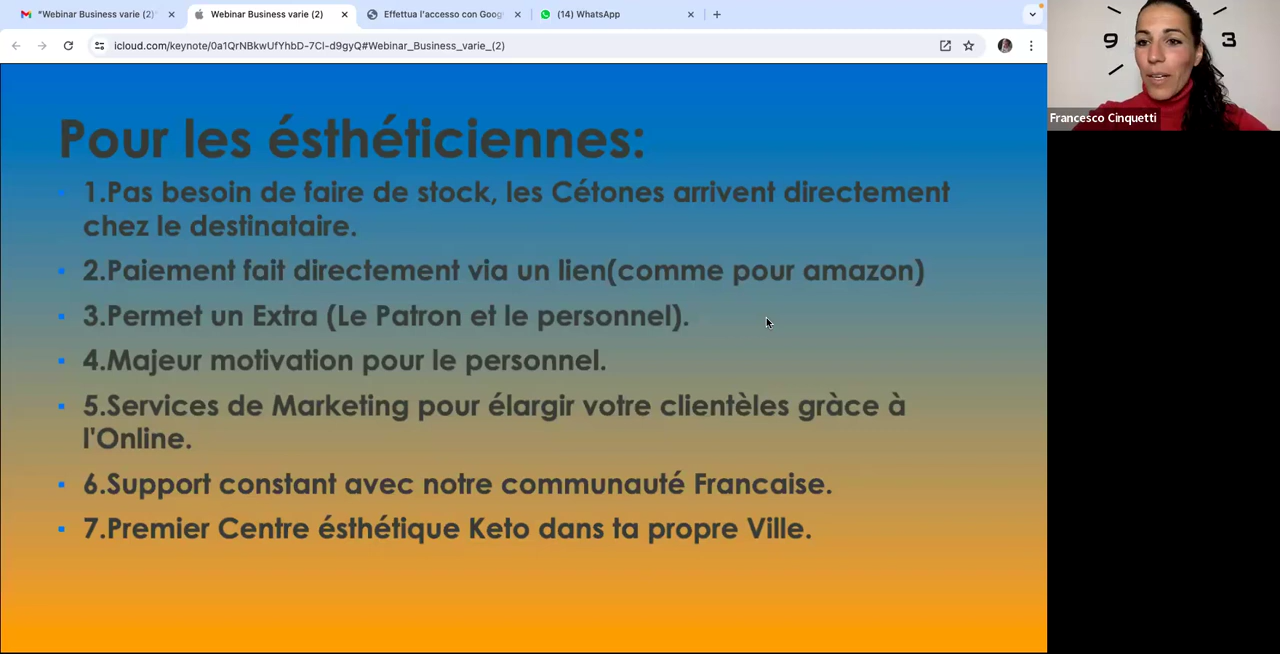 "Webinar Business varie (2)"
Webinar Business varie (2)
Effettua l'accesso con Goog
(14) WhatsApp
icloud.com/keynote/0a1QrNBkwUfYhbD-7Cl-d9gyQ#Webinar_Business_varie_(2)
9 3
Francesco Cinquetti
Pour les ésthéticiennes:
1.Pas besoin de faire de stock, les Cétones arrivent directement
chez le destinataire.
2.Paiement fait directement via un lien(comme pour amazon)
3.Permet un Extra (Le Patron et le personnel).
4.Majeur motivation pour le personnel.
5.Services de Marketing pour élargir votre clientèles gràce à
l'Online.
6.Support constant avec notre communauté Francaise.
7.Premier Centre ésthétique Keto dans ta propre Ville.